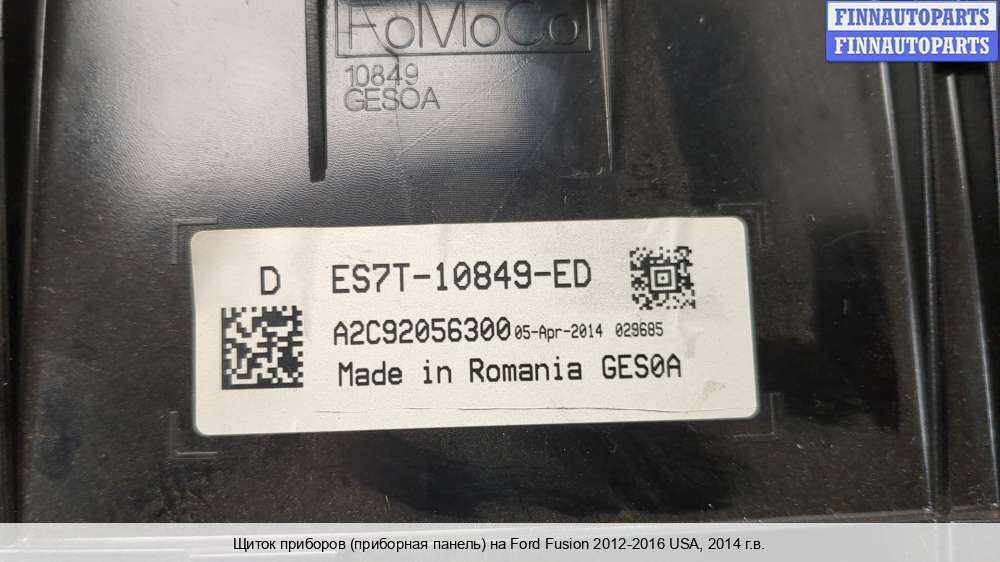 FINNAUTOPARTS
FINNAUTOPARTS
FoMoCo
10849
GES0A
D ES7T-10849-ED
A2C92056300 05-Apr-2014 029685
Made in Romania GES0A
Щиток приборов (приборная панель) на Ford Fusion 2012-2016 USA, 2014 г.в.